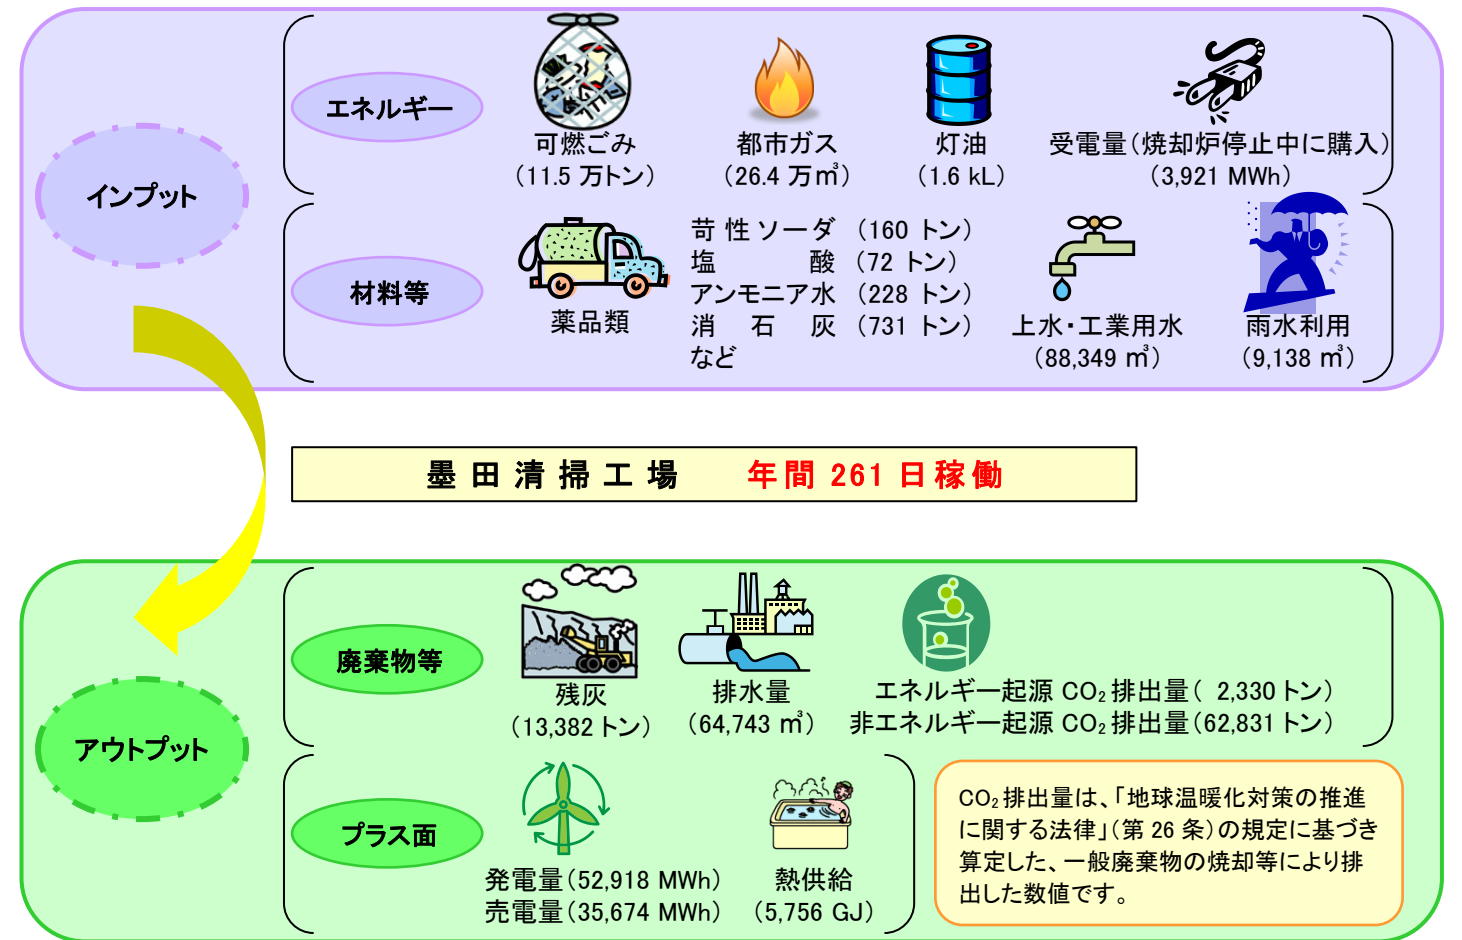 インプット
エネルギー
可燃ごみ
（11.5 万トン）
都市ガス
（26.4 万㎥）
灯油
（1.6 kL）
受電量（焼却炉停止中に購入）
（3,921 MWh）
材料等
薬品類
苛性ソーダ （160 トン）
塩 酸 （72 トン）
アンモニア水 （228 トン）
消 石 灰 （731 トン）
など
上水・工業用水
（88,349 ㎥）
雨水利用
（9,138 ㎥）
墨田清掃工場 年間 261 日稼働
アウトプット
廃棄物等
残灰
（13,382 トン）
排水量
（64,743 ㎥）
エネルギー起源 CO₂ 排出量（ 2,330 トン）
非エネルギー起源 CO₂ 排出量（62,831 トン）
プラス面
発電量（52,918 MWh）
売電量（35,674 MWh）
熱供給
（5,756 GJ）
CO₂ 排出量は、「地球温暖化対策の推進
に関する法律」（第 26 条）の規定に基づき
算定した、一般廃棄物の焼却等により排
出した数値です。